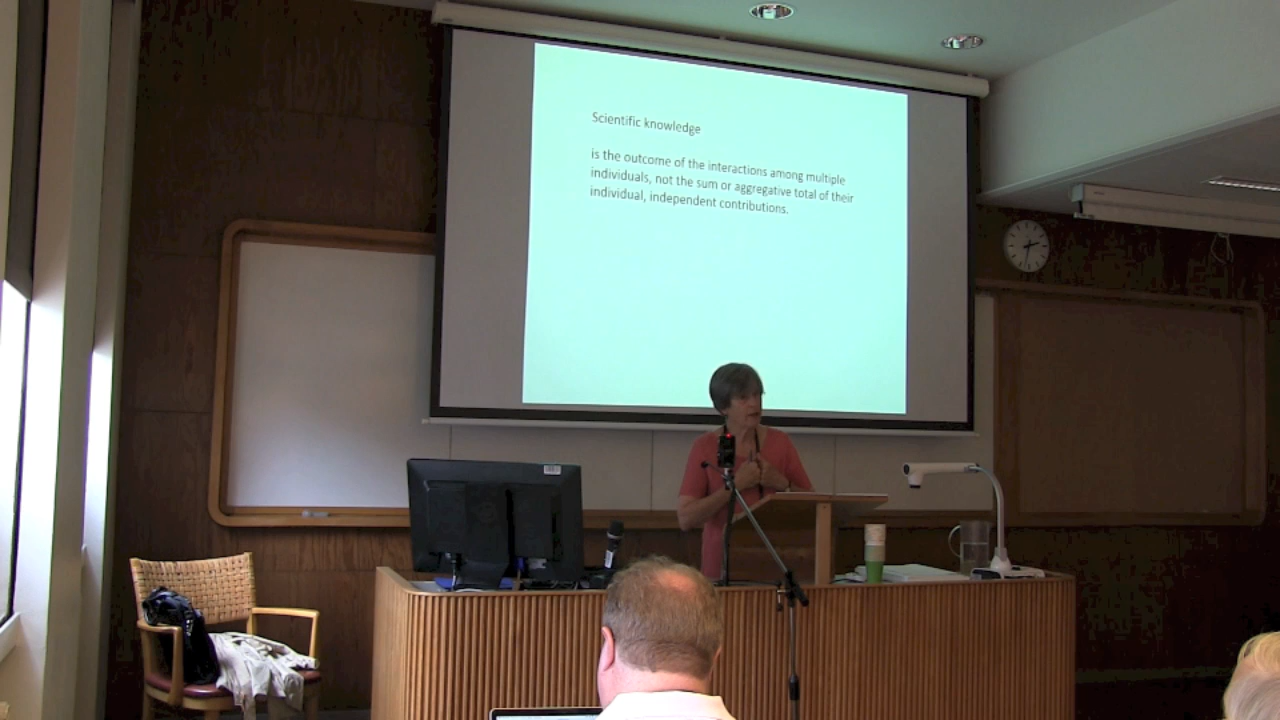 Scientific knowledge
is the outcome of the interactions among multiple
individuals, not the sum or aggregative total of their
individual, independent contributions.